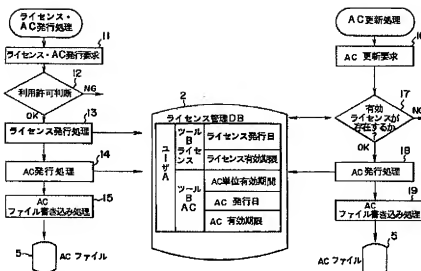 ライセンス・
AC発行処理
11
ライセンス・AC発行要求
12
利用許可判断
NG
OK
13
ライセンス発行処理
14
AC発行処理
15
AC
ファイル書き込み処理
5
ACファイル
2
ライセンス管理DB
ユーザA
ツールBライセンス
ライセンス発行日
ライセンス有効期限
ツールB AC
AC単位有効期間
AC 発行日
AC 有効期限
AC更新処理
16
AC 更新要求
17
有効
ライセンスが
存在するか
?
NG
OK
18
AC発行処理
19
AC
ファイル書き込み処理
5
AC ファイル